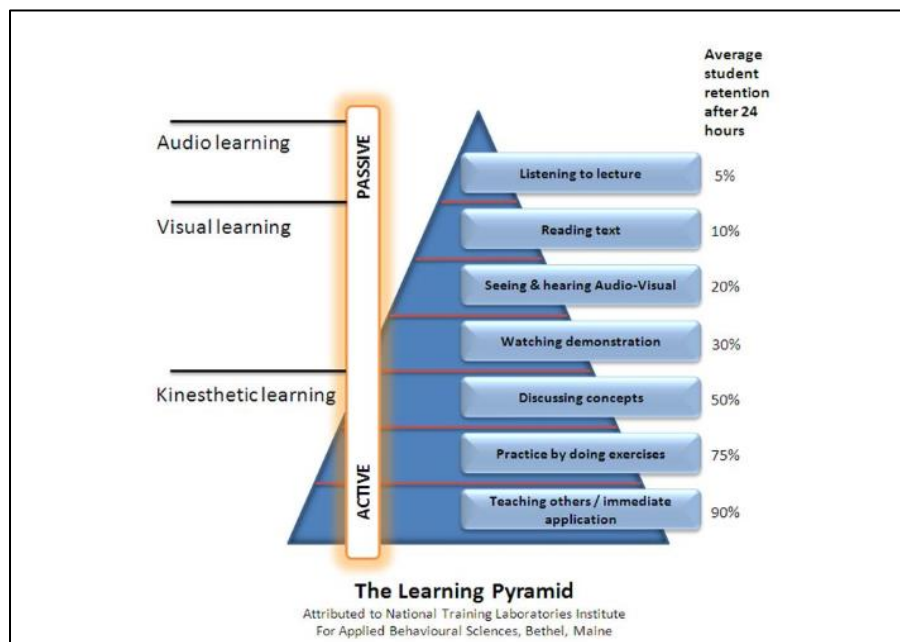 Average
student
retention
after 24
hours
Audio learning
PASSIVE
Listening to lecture 5%
Visual learning
Reading text 10%
Seeing & hearing Audio-Visual 20%
Watching demonstration 30%
Kinesthetic learning
Discussing concepts 50%
ACTIVE
Practice by doing exercises 75%
Teaching others / immediate
application
90%
The Learning Pyramid
Attributed to National Training Laboratories Institute
For Applied Behavioural Sciences, Bethel, Maine